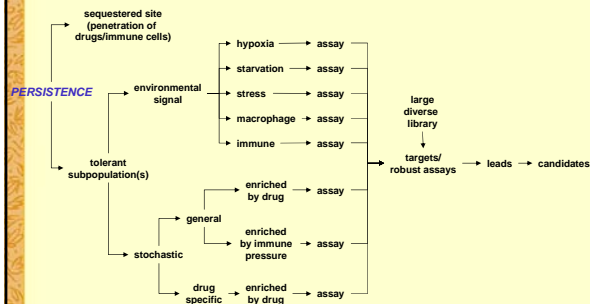 sequestered site
(penetration of
drugs/immune cells)
hypoxia
assay
starvation
assay
PERSISTENCE
environmental
signal
stress
assay
large
diverse
library
macrophage
assay
immune
assay
tolerant
subpopulation(s)
targets/
robust assays
leads
candidates
enriched
by drug
assay
general
enriched
by immune
pressure
assay
stochastic
drug
specific
enriched
by drug
assay